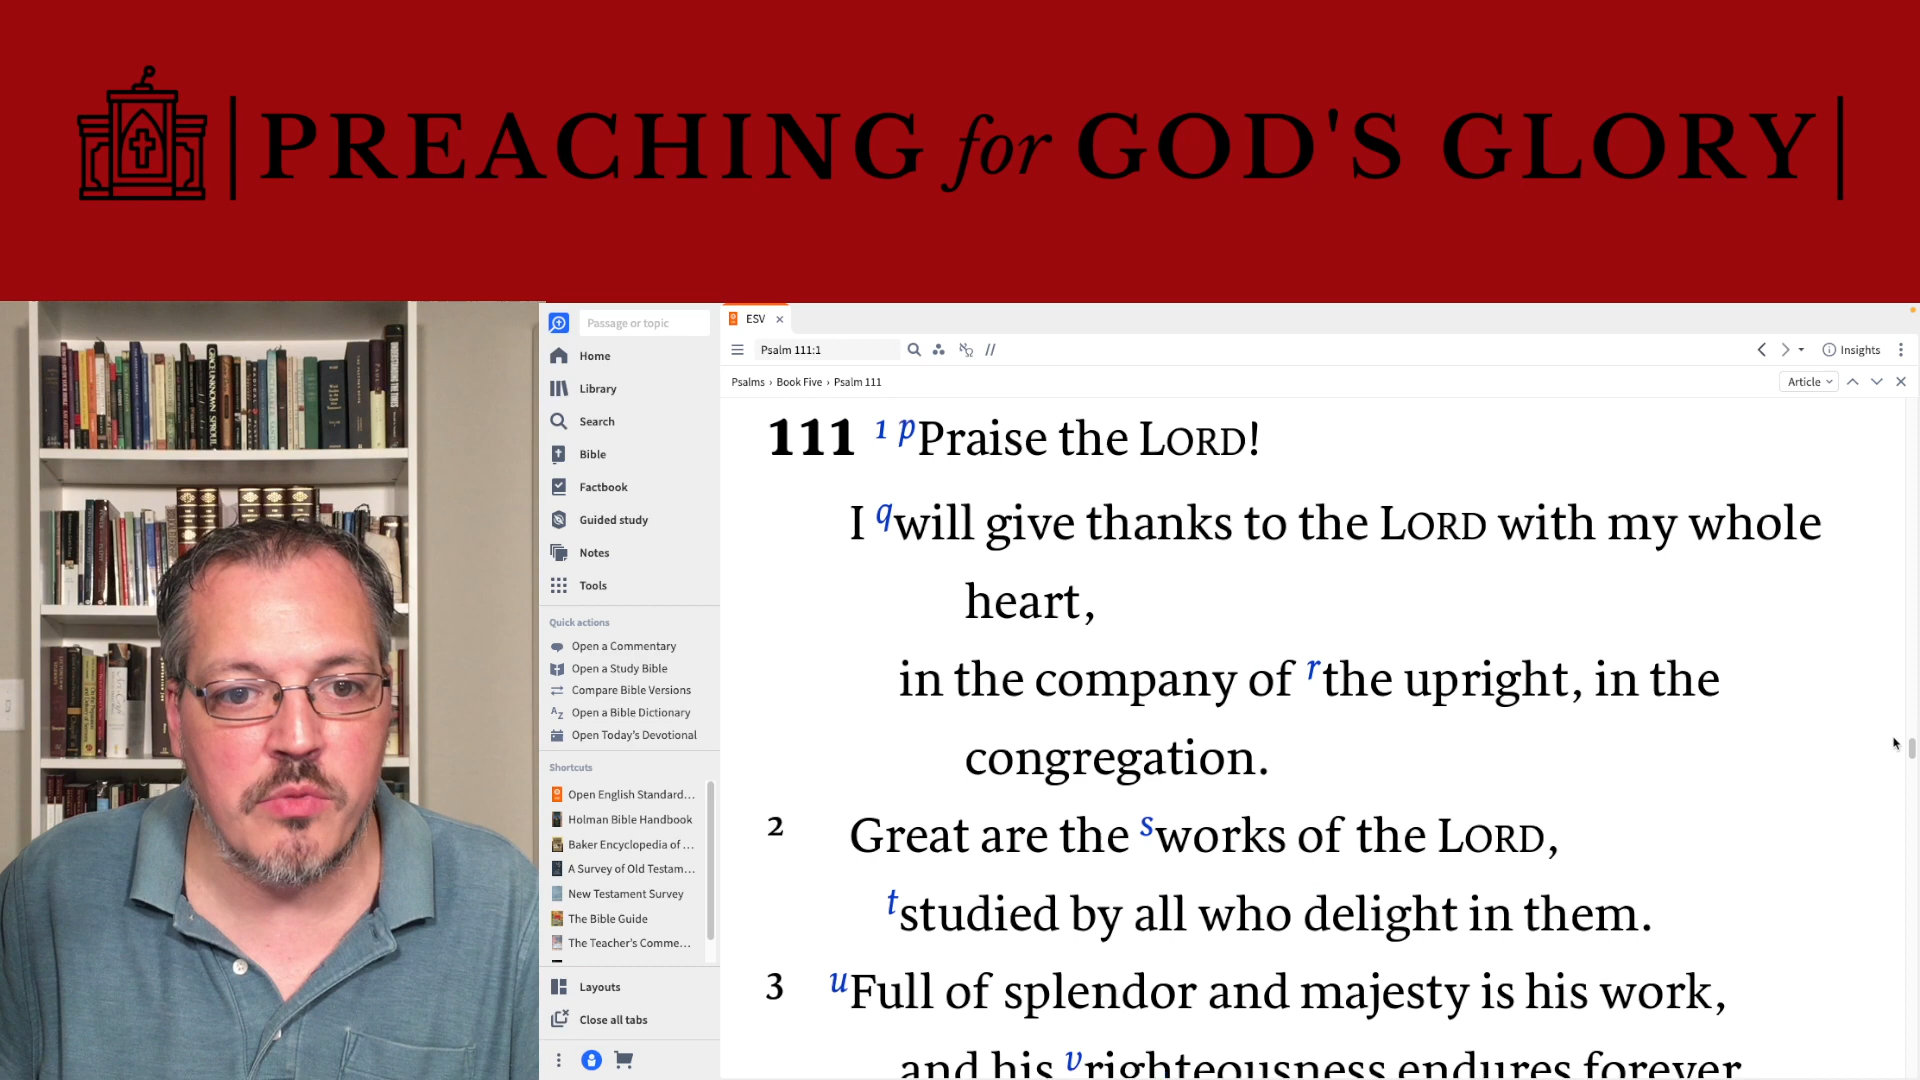 PREACHING for GOD'S GLORY
Passage or topic
Home
Library
Search
Bible
Factbook
Guided study
Notes
Tools
Quick actions
Open a Commentary
Open a Study Bible
Compare Bible Versions
Open a Bible Dictionary
Open Today's Devotional
Shortcuts
Open English Standard...
Holman Bible Handbook
Baker Encyclopedia of ...
A Survey of Old Testam...
New Testament Survey
The Bible Guide
The Teacher's Comme...
Layouts
Close all tabs
ESV
Psalm 111:1
Insights
Psalms › Book Five › Psalm 111
Article
111 1 pPraise the LORD!
I qwill give thanks to the LORD with my whole
heart,
in the company of rthe upright, in the
congregation.
2 Great are the sworks of the LORD,
tstudied by all who delight in them.
3 uFull of splendor and majesty is his work,
and his vrighteousness endures forever